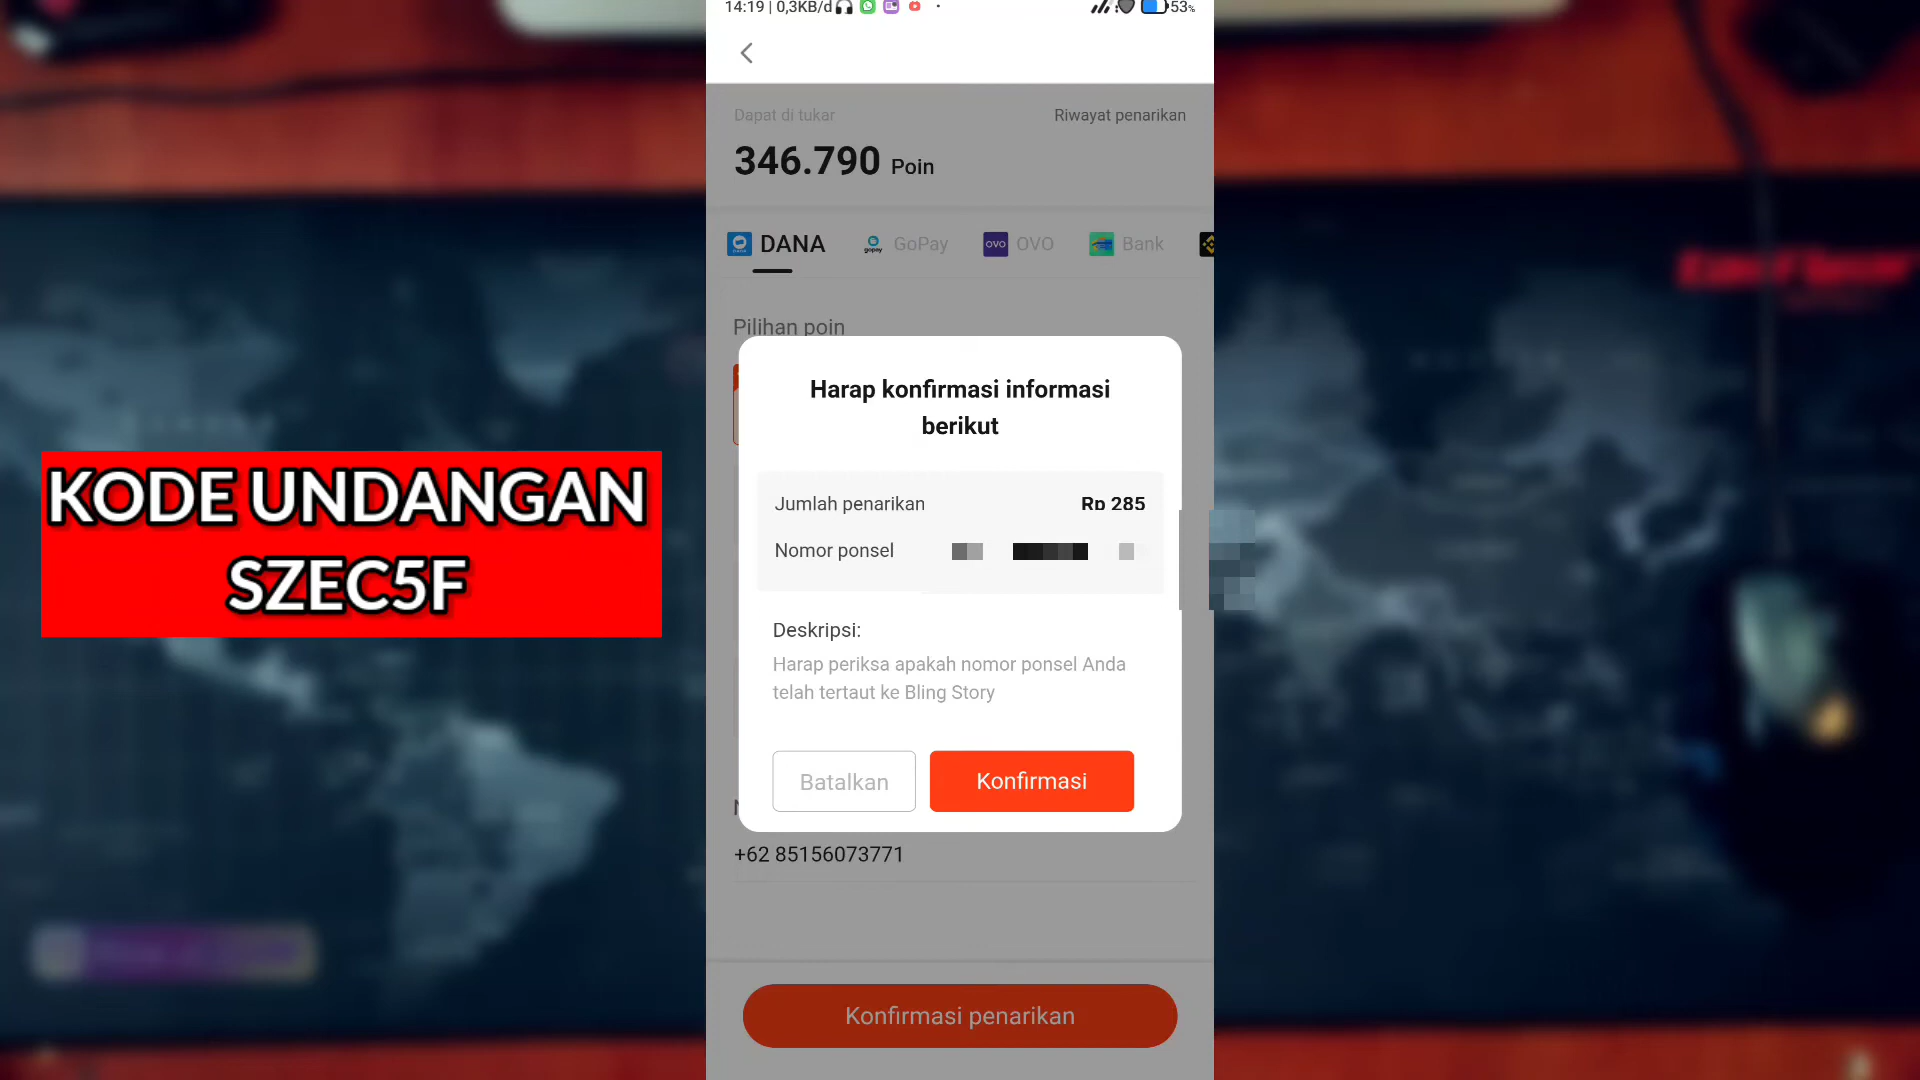 14:19 | 0,3KB/d
53%
Dapat di tukar
Riwayat penarikan
346.790 Poin
DANA
gopay
GoPay
OVO
OVO
Bank
Pilihan poin
Harap konfirmasi informasi
berikut
Jumlah penarikan
Rp 285
Nomor ponsel
Deskripsi:
Harap periksa apakah nomor ponsel Anda
telah tertaut ke Bling Story
Batalkan
Konfirmasi
+62 85156073771
Konfirmasi penarikan
KODE UNDANGAN
SZEC5F